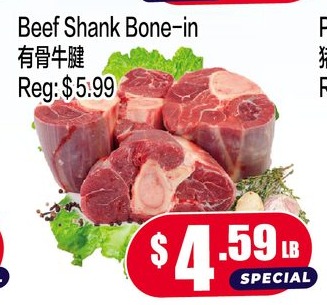 Beef Shank Bone-in
有骨牛腱
Reg: $5.99
$4.59 LB
SPECIAL